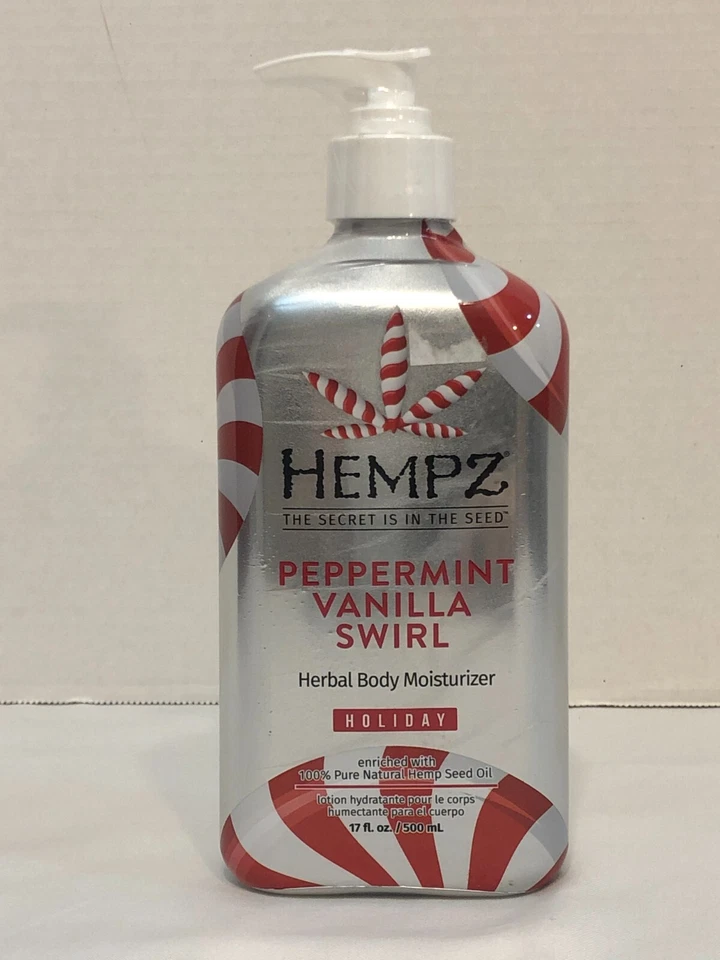 HEMPZ®
THE SECRET IS IN THE SEED™
PEPPERMINT
VANILLA
SWIRL
Herbal Body Moisturizer
HOLIDAY
enriched with
100% Pure Natural Hemp Seed Oil
lotion hydratante pour le corps
humectante para el cuerpo
17 fl. oz. / 500 mL